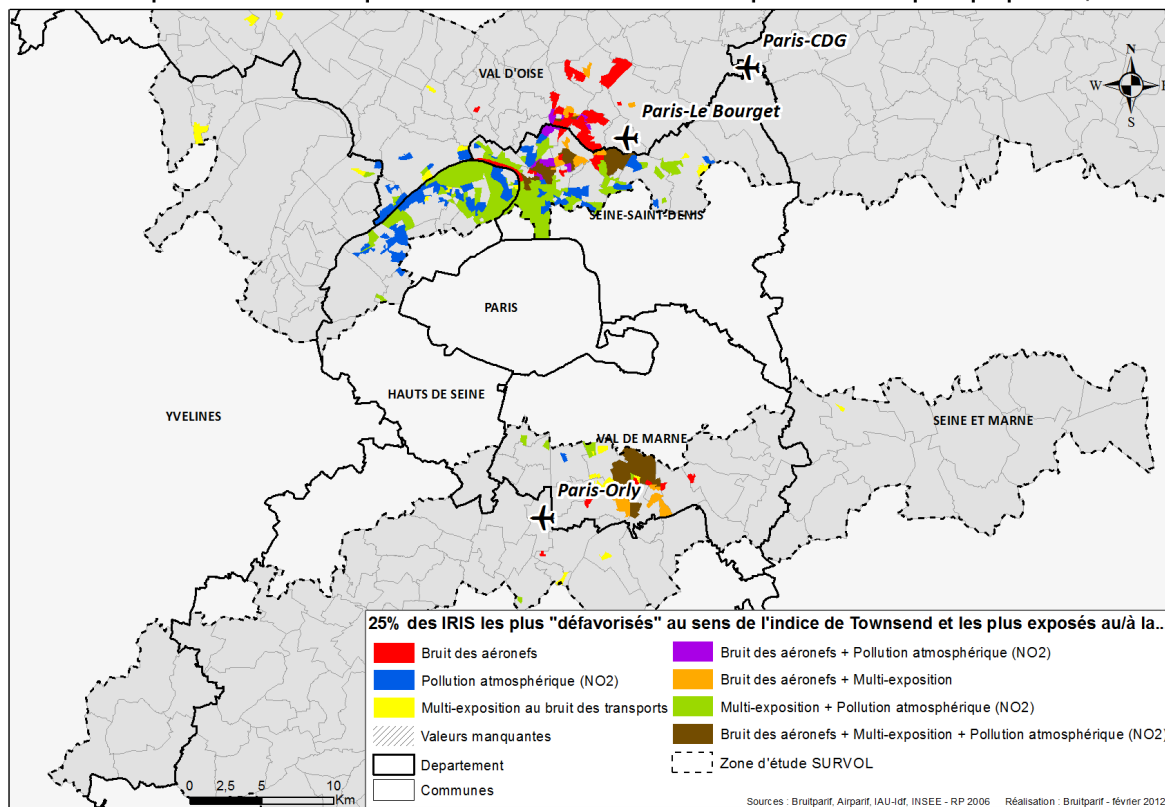 Paris-CDG
N
VAL D'OISE
W
E
Paris-Le Bourget
S
SEINE-SAINT-DENIS
PARIS
HAUTS DE SEINE
YVELINES
SEINE ET MARNE
VAL DE MARNE
Paris-Orly
25% des IRIS les plus "défavorisés" au sens de l'indice de Townsend et les plus exposés au/à la...
Bruit des aéronefs
Bruit des aéronefs + Pollution atmosphérique (NO2)
Pollution atmosphérique (NO2)
Bruit des aéronefs + Multi-exposition
Multi-exposition au bruit des transports
Multi-exposition + Pollution atmosphérique (NO2)
Valeurs manquantes
Bruit des aéronefs + Multi-exposition + Pollution atmosphérique (NO2)
Departement
Zone d'étude SURVOL
Communes
0 2,5 5 10
Km
Sources : Bruitparif, Airparif, IAU-Idf, INSEE - RP 2006 Réalisation : Bruitparif - février 2012